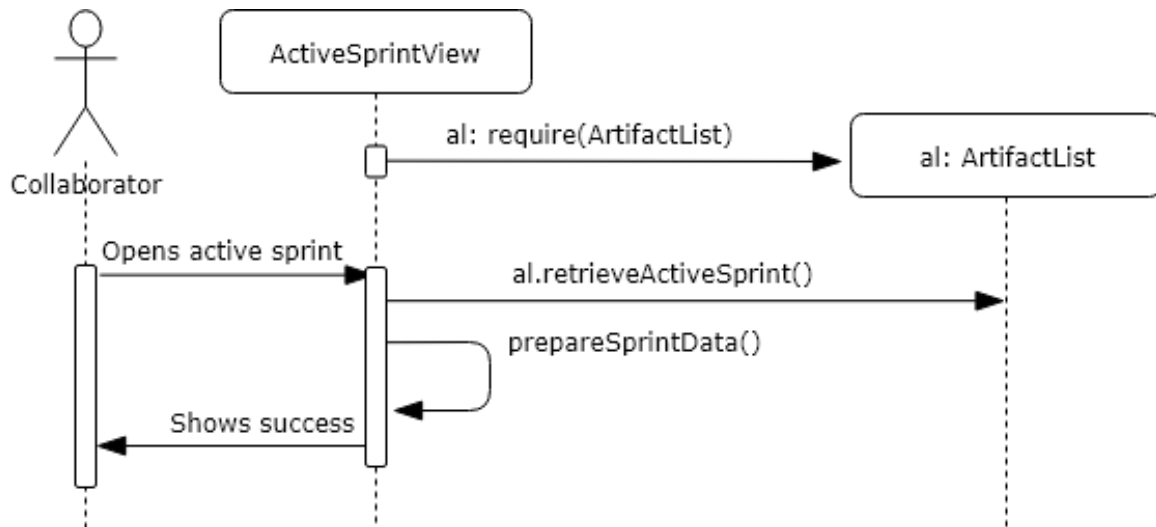 ActiveSprintView
al: require(ArtifactList)
al: ArtifactList
Collaborator
Opens active sprint
al.retrieveActiveSprint()
prepareSprintData()
Shows success